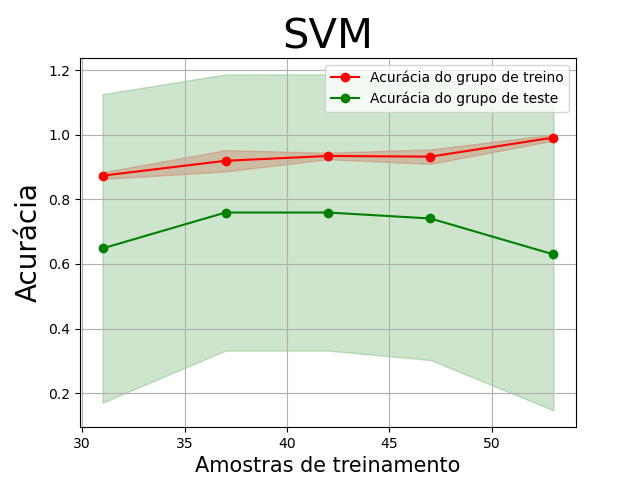 SVM
Acurácia do grupo de treino
Acurácia do grupo de teste
1.2
1.0
0.8
0.6
0.4
0.2
Acurácia
30 35 40 45 50
Amostras de treinamento